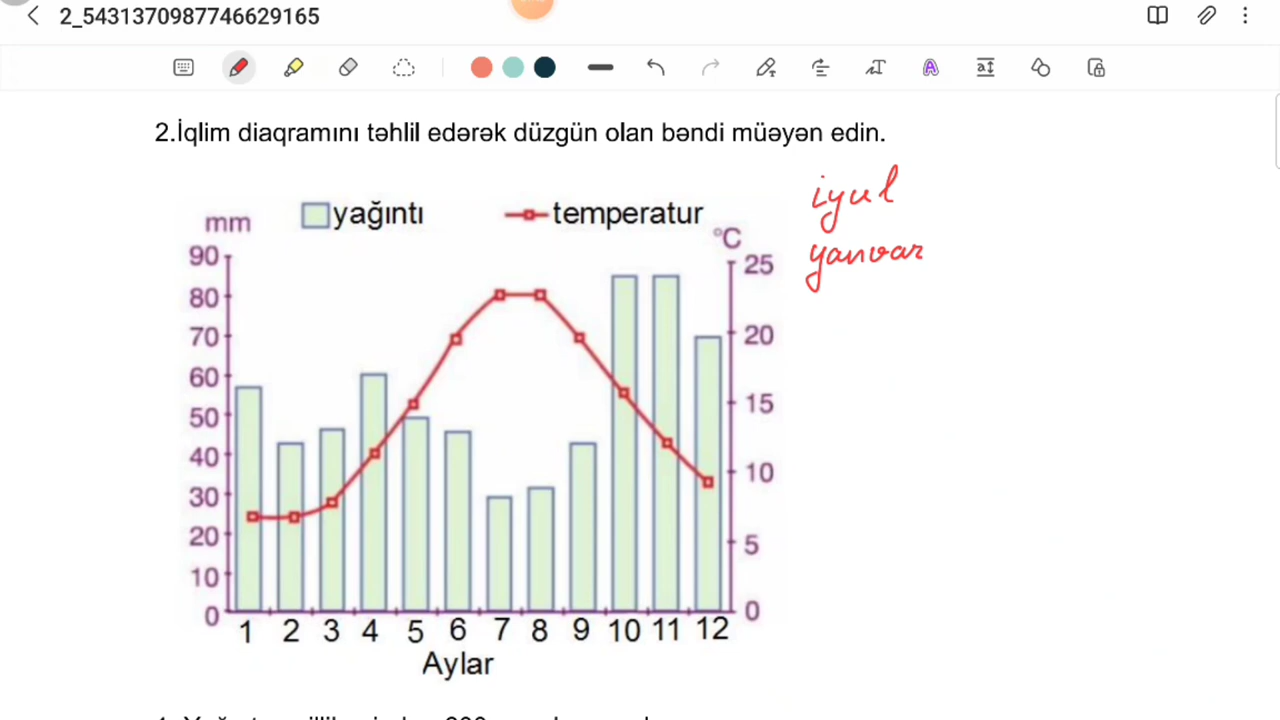 2_5431370987746629165
2.İqlim diaqramını təhlil edərək düzgün olan bəndi müəyən edin.
iyul
yanvar
mm
yağıntı
temperatur
°C
90
80
70
60
50
40
30
20
10
0
25
20
15
10
5
0
1 2 3 4 5 6 7 8 9 10 11 12
Aylar